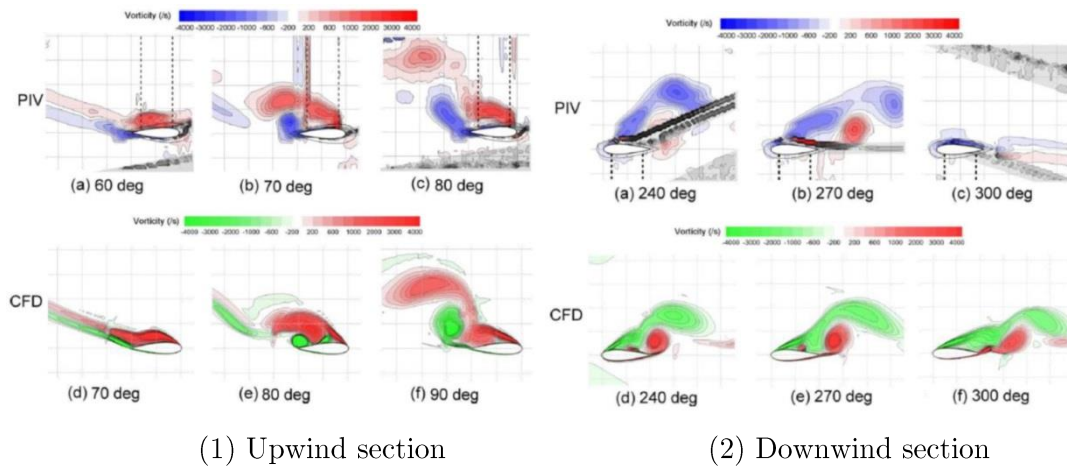 Vorticity (/s)
-4000 -3000 -2000 -1000 -600 -200 200 600 1000 2000 3000 4000
PIV
(a) 60 deg (b) 70 deg (c) 80 deg
Vorticity (/s)
-4000 -3000 -2000 -1000 -600 -200 200 600 1000 2000 3000 4000
CFD
(d) 70 deg (e) 80 deg (f) 90 deg
(1) Upwind section
Vorticity (/s)
-4000 -3000 -2000 -1000 -600 -200 200 600 1000 2000 3000 4000
PIV
(a) 240 deg (b) 270 deg (c) 300 deg
Vorticity (/s)
-4000 -3000 -2000 -1000 -600 -200 200 600 1000 2000 3000 4000
CFD
(d) 240 deg (e) 270 deg (f) 300 deg
(2) Downwind section